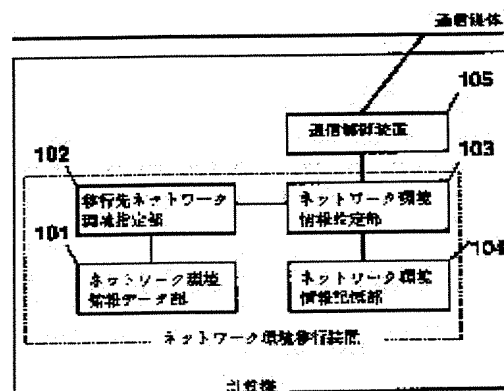 通信媒体
105
通信制御装置
102
103
移行先ネットワーク
環境指定部
ネットワーク環境
情報設定部
101
104
ネットワーク環境
情報データ部
ネットワーク環境
情報記憶部
ネットワーク環境移行装置
計算機